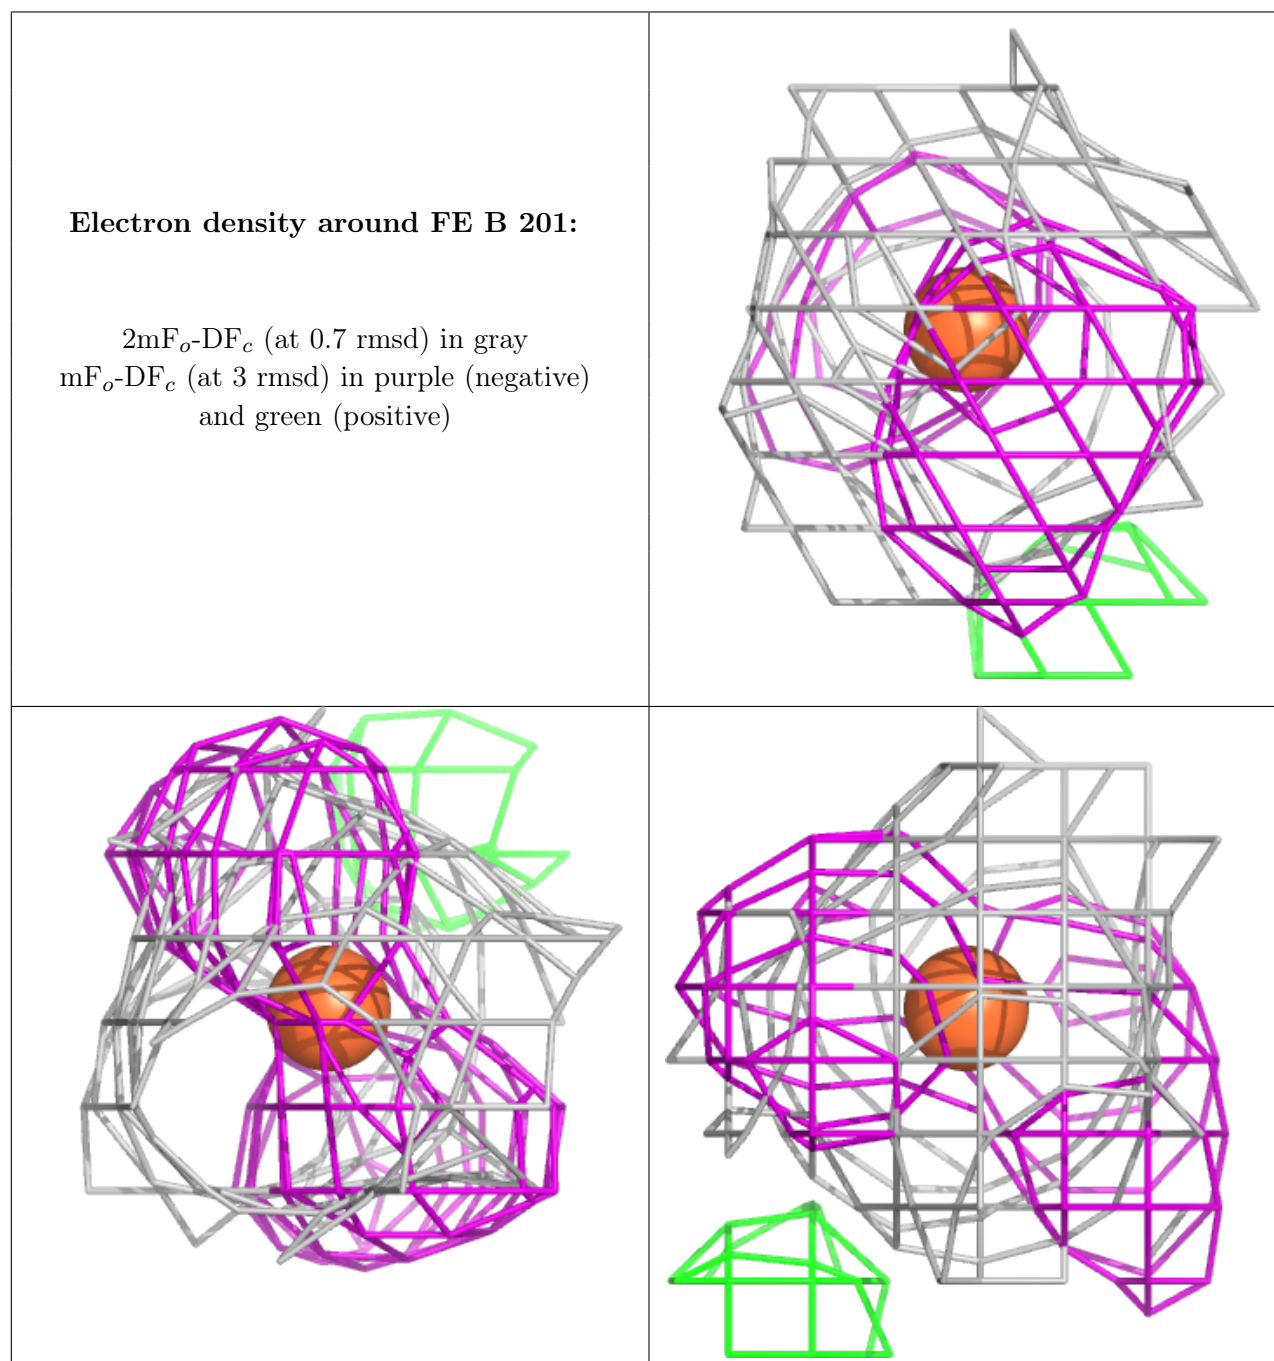 Electron density around FE B 201:
2mFo-DFc (at 0.7 rmsd) in gray
mFo-DFc (at 3 rmsd) in purple (negative)
and green (positive)